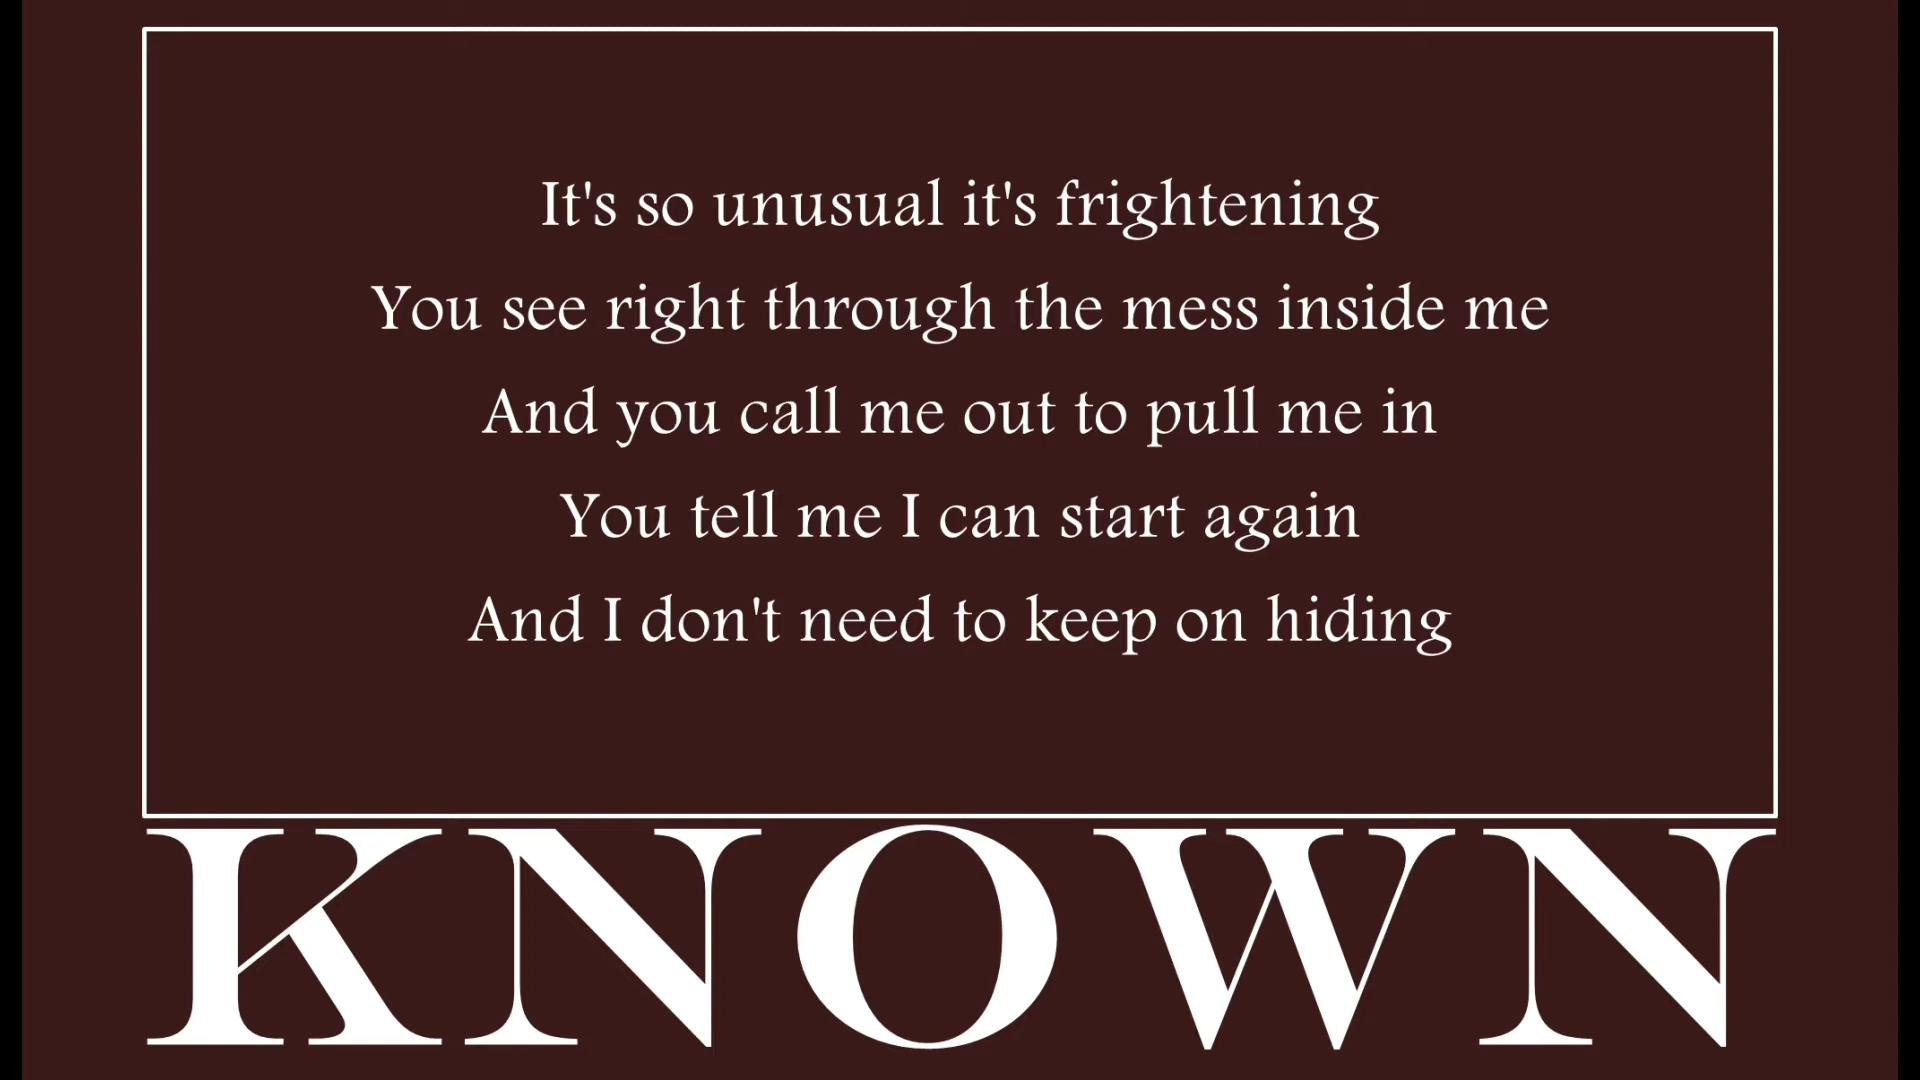 It's so unusual it's frightening
You see right through the mess inside me
And you call me out to pull me in
You tell me I can start again
And I don't need to keep on hiding
KNOWN